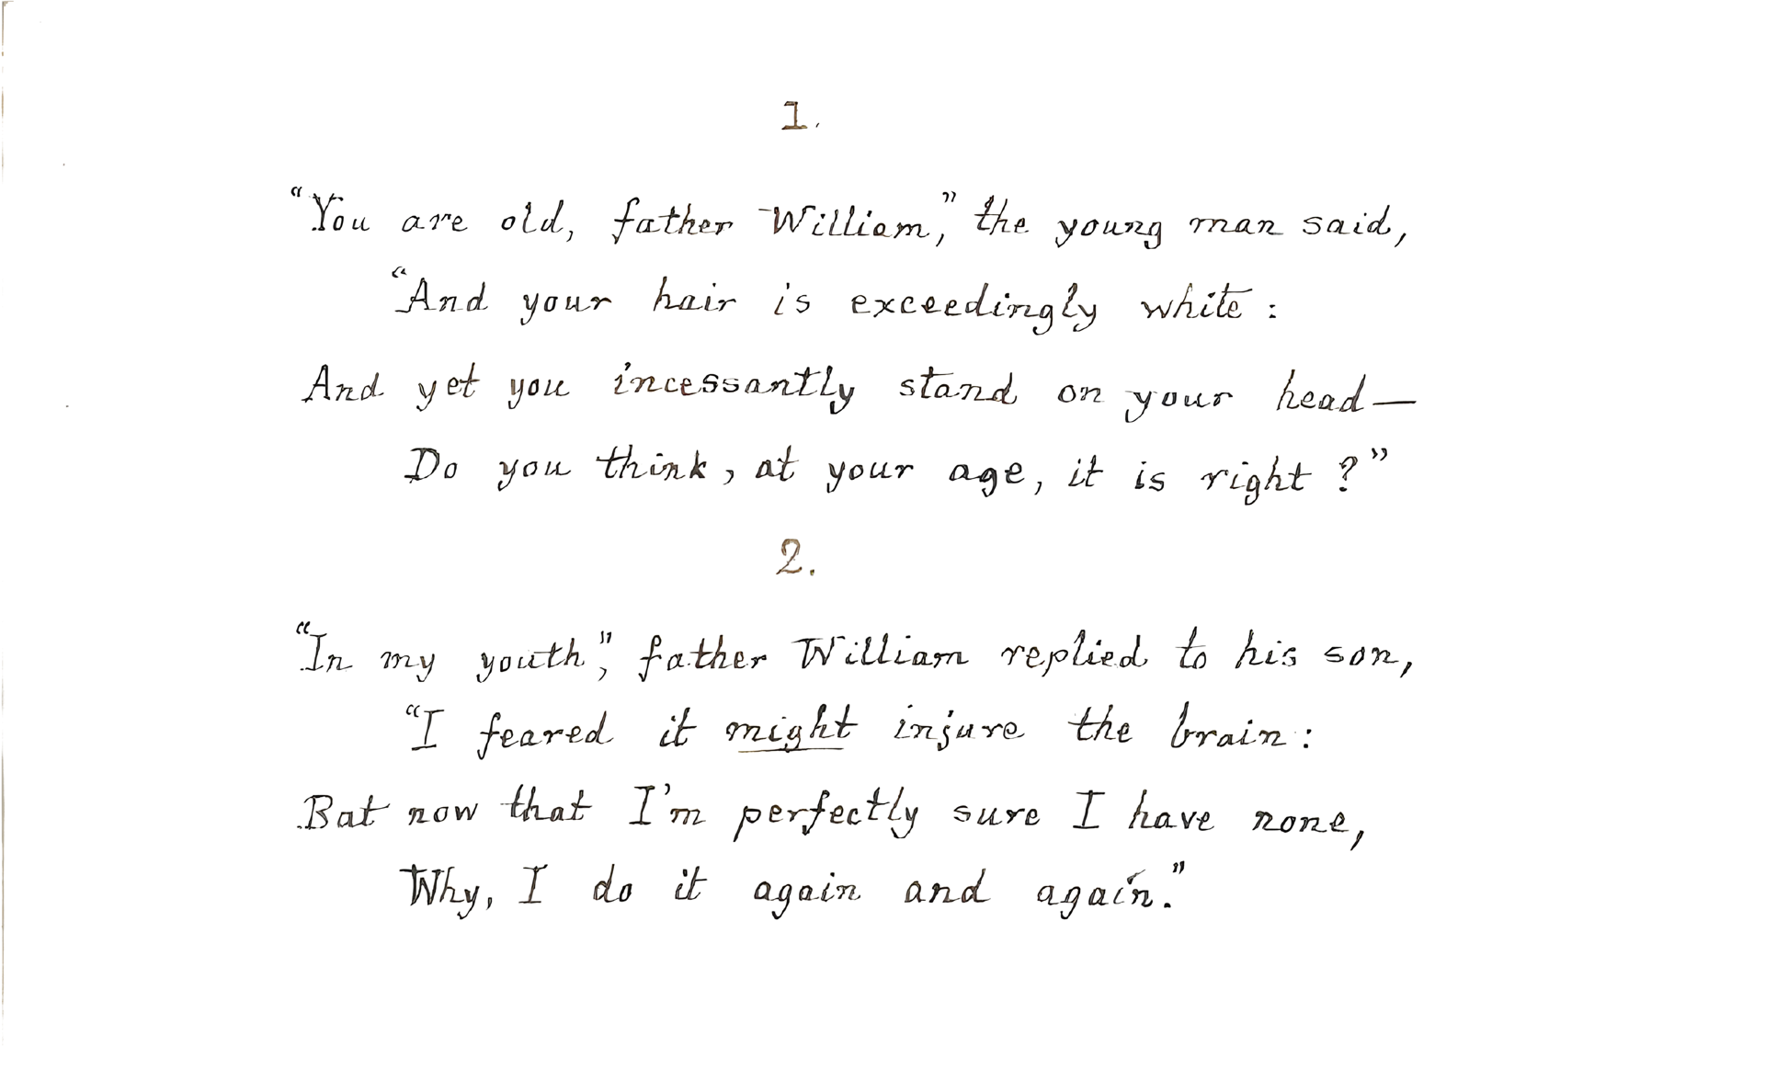 1.
"You are old, father William," the young man said,
"And your hair is exceedingly white:
And yet you incessantly stand on your head—
Do you think, at your age, it is right?"
2.
"In my youth", father William replied to his son,
"I feared it might injure the brain:
But now that I'm perfectly sure I have none,
Why, I do it again and again."